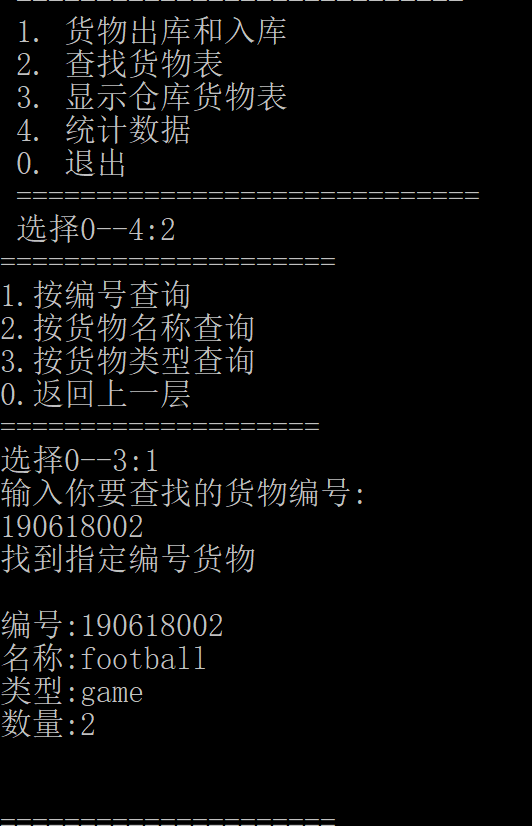 =============================
1. 货物出库和入库
2. 查找货物表
3. 显示仓库货物表
4. 统计数据
0. 退出
=============================
选择0--4:2
=====================
1.按编号查询
2.按货物名称查询
3.按货物类型查询
0.返回上一层
====================
选择0--3:1
输入你要查找的货物编号:
190618002
找到指定编号货物
编号:190618002
名称:football
类型:game
数量:2
=====================